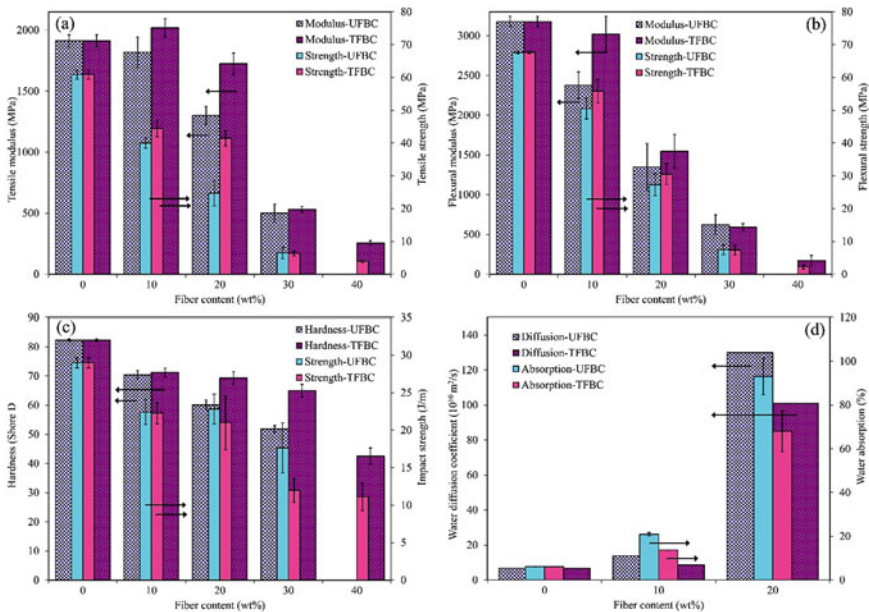 (a)
Modulus-UFBC
Modulus-TFBC
Strength-UFBC
Strength-TFBC
Tensile modulus (MPa)
2000
1500
1000
500
0
80
70
60
50
40
30
20
10
0
Tensile strength (MPa)
0 10 20 30 40
Fiber content (wt%)
(b)
Modulus-UFBC
Modulus-TFBC
Strength-UFBC
Strength-TFBC
Flexural modulus (MPa)
3000
2500
2000
1500
1000
500
0
80
70
60
50
40
30
20
10
0
Flexural strength (MPa)
0 10 20 30 40
Fiber content (wt%)
(c)
Hardness-UFBC
Hardness-TFBC
Strength-UFBC
Strength-TFBC
Hardness (Shore D)
90
80
70
60
50
40
30
20
10
0
35
30
25
20
15
10
5
0
Impact strength (J/m)
0 10 20 30 40
Fiber content (wt%)
(d)
Diffusion-UFBC
Diffusion-TFBC
Absorption-UFBC
Absorption-TFBC
Water diffusion coefficient (10¹⁰ m²/s)
140
120
100
80
60
40
20
0
120
100
80
60
40
20
0
Water absorption (%)
0 10 20
Fiber content (wt%)